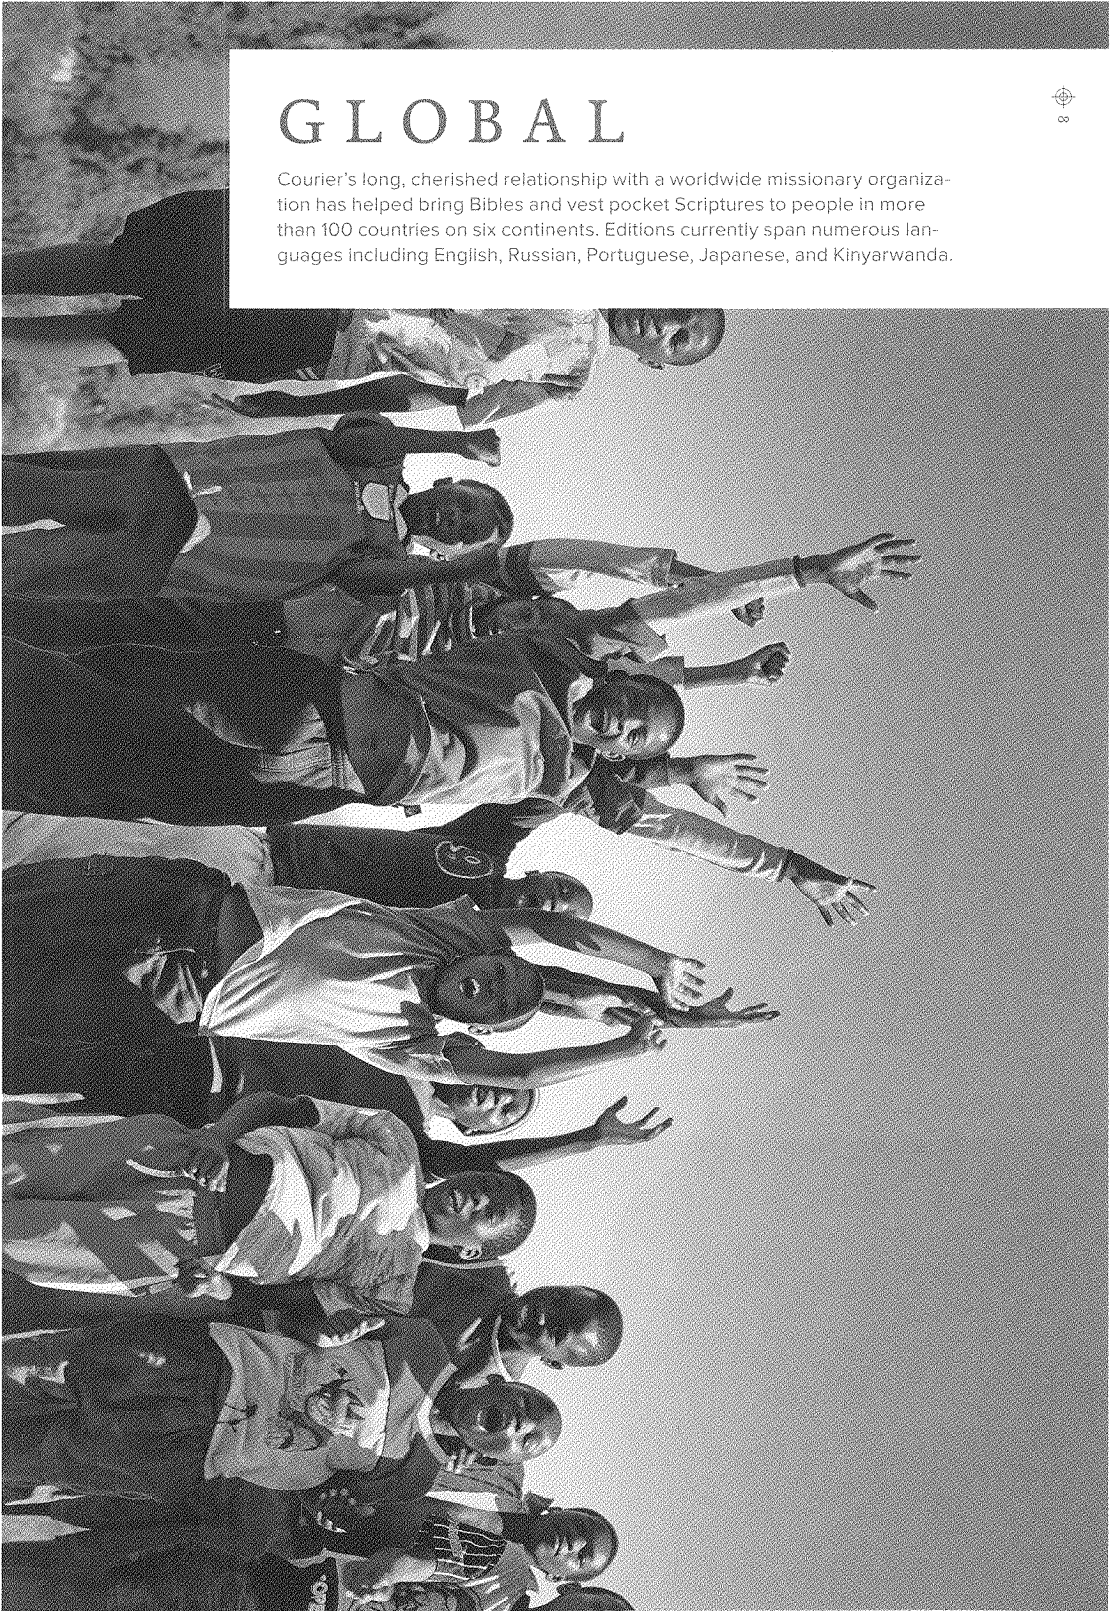 GLOBAL
Courier's long, cherished relationship with a worldwide missionary organiza-
tion has helped bring Bibles and vest pocket Scriptures to people in more
than 100 countries on six continents. Editions currently span numerous lan-
guages including English, Russian, Portuguese, Japanese, and Kinyarwanda.
8